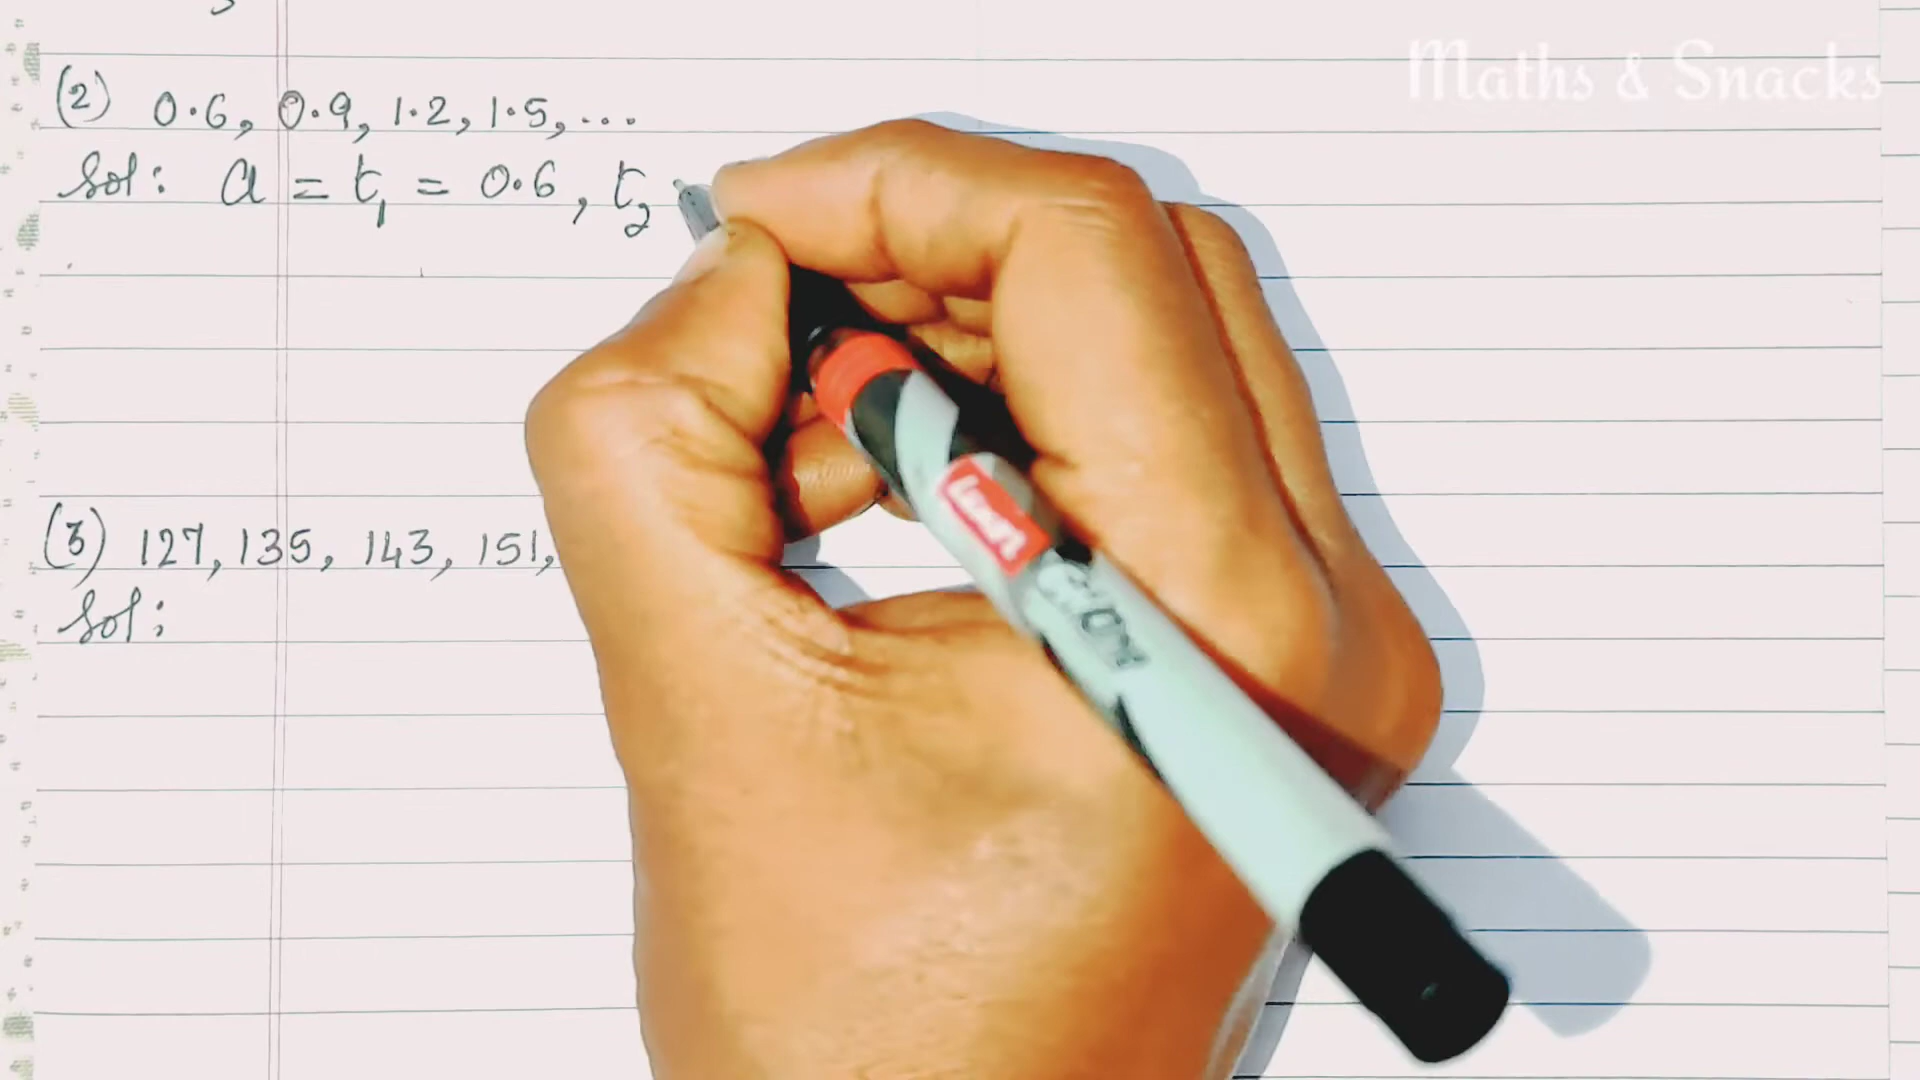 Maths & Snacks
(2) 0.6, 0.9, 1.2, 1.5, ...
Sol: a = t₁ = 0.6, t₂
(3) 127, 135, 143, 151,
Sol: